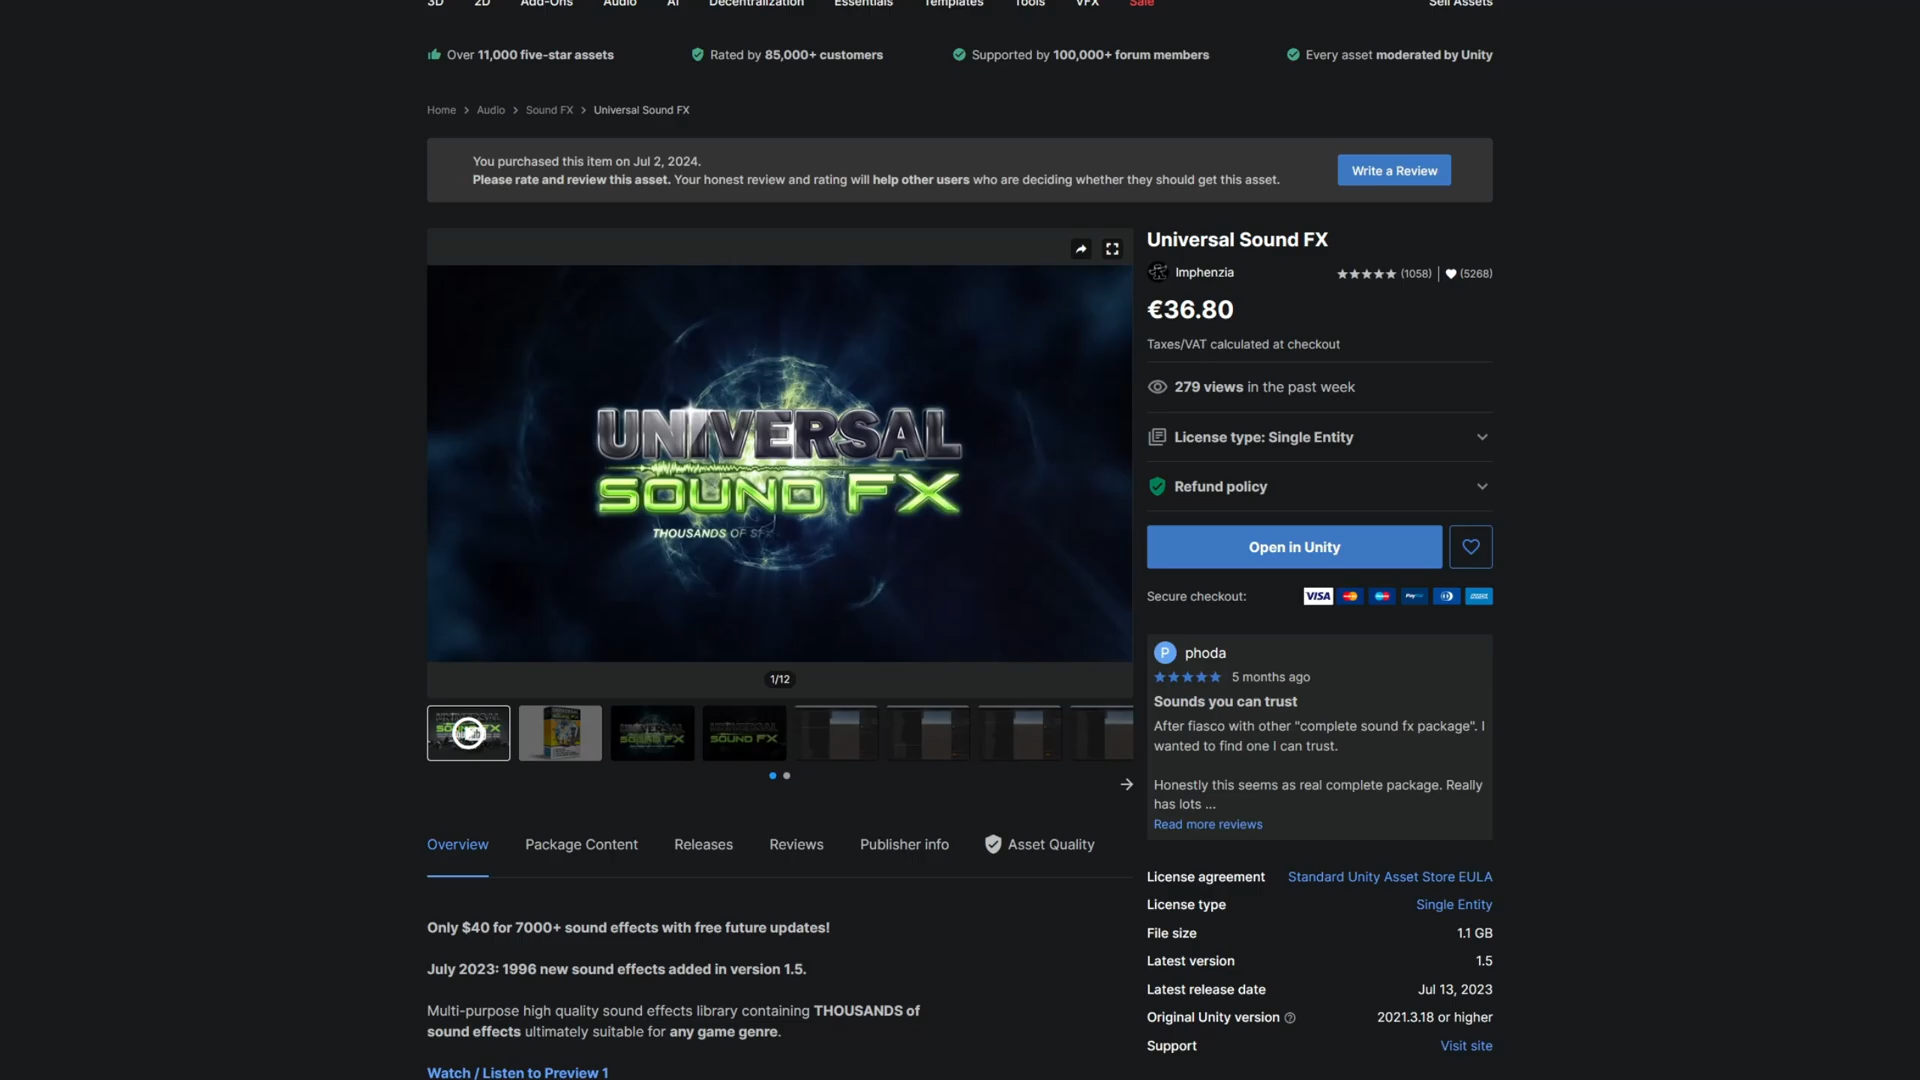 3D 2D Add-Ons Audio AI Decentralization Essentials Templates Tools VFX Sale Sell Assets
Over 11,000 five-star assets Rated by 85,000+ customers Supported by 100,000+ forum members Every asset moderated by Unity
Home > Audio > Sound FX > Universal Sound FX
You purchased this item on Jul 2, 2024.
Please rate and review this asset. Your honest review and rating will help other users who are deciding whether they should get this asset.
Write a Review
UNIVERSAL
SOUND FX
THOUSANDS OF
1/12
Universal Sound FX
Imphenzia (1058) (5268)
€36.80
Taxes/VAT calculated at checkout
279 views in the past week
License type: Single Entity
Refund policy
Open in Unity
Secure checkout: VISA PayPal
P phoda
5 months ago
Sounds you can trust
After fiasco with other "complete sound fx package". I
wanted to find one I can trust.
Honestly this seems as real complete package. Really
has lots ...
Read more reviews
Overview Package Content Releases Reviews Publisher info Asset Quality
Only $40 for 7000+ sound effects with free future updates!
July 2023: 1996 new sound effects added in version 1.5.
Multi-purpose high quality sound effects library containing THOUSANDS of
sound effects ultimately suitable for any game genre.
Watch / Listen to Preview 1
License agreement Standard Unity Asset Store EULA
License type Single Entity
File size 1.1 GB
Latest version 1.5
Latest release date Jul 13, 2023
Original Unity version 2021.3.18 or higher
Support Visit site